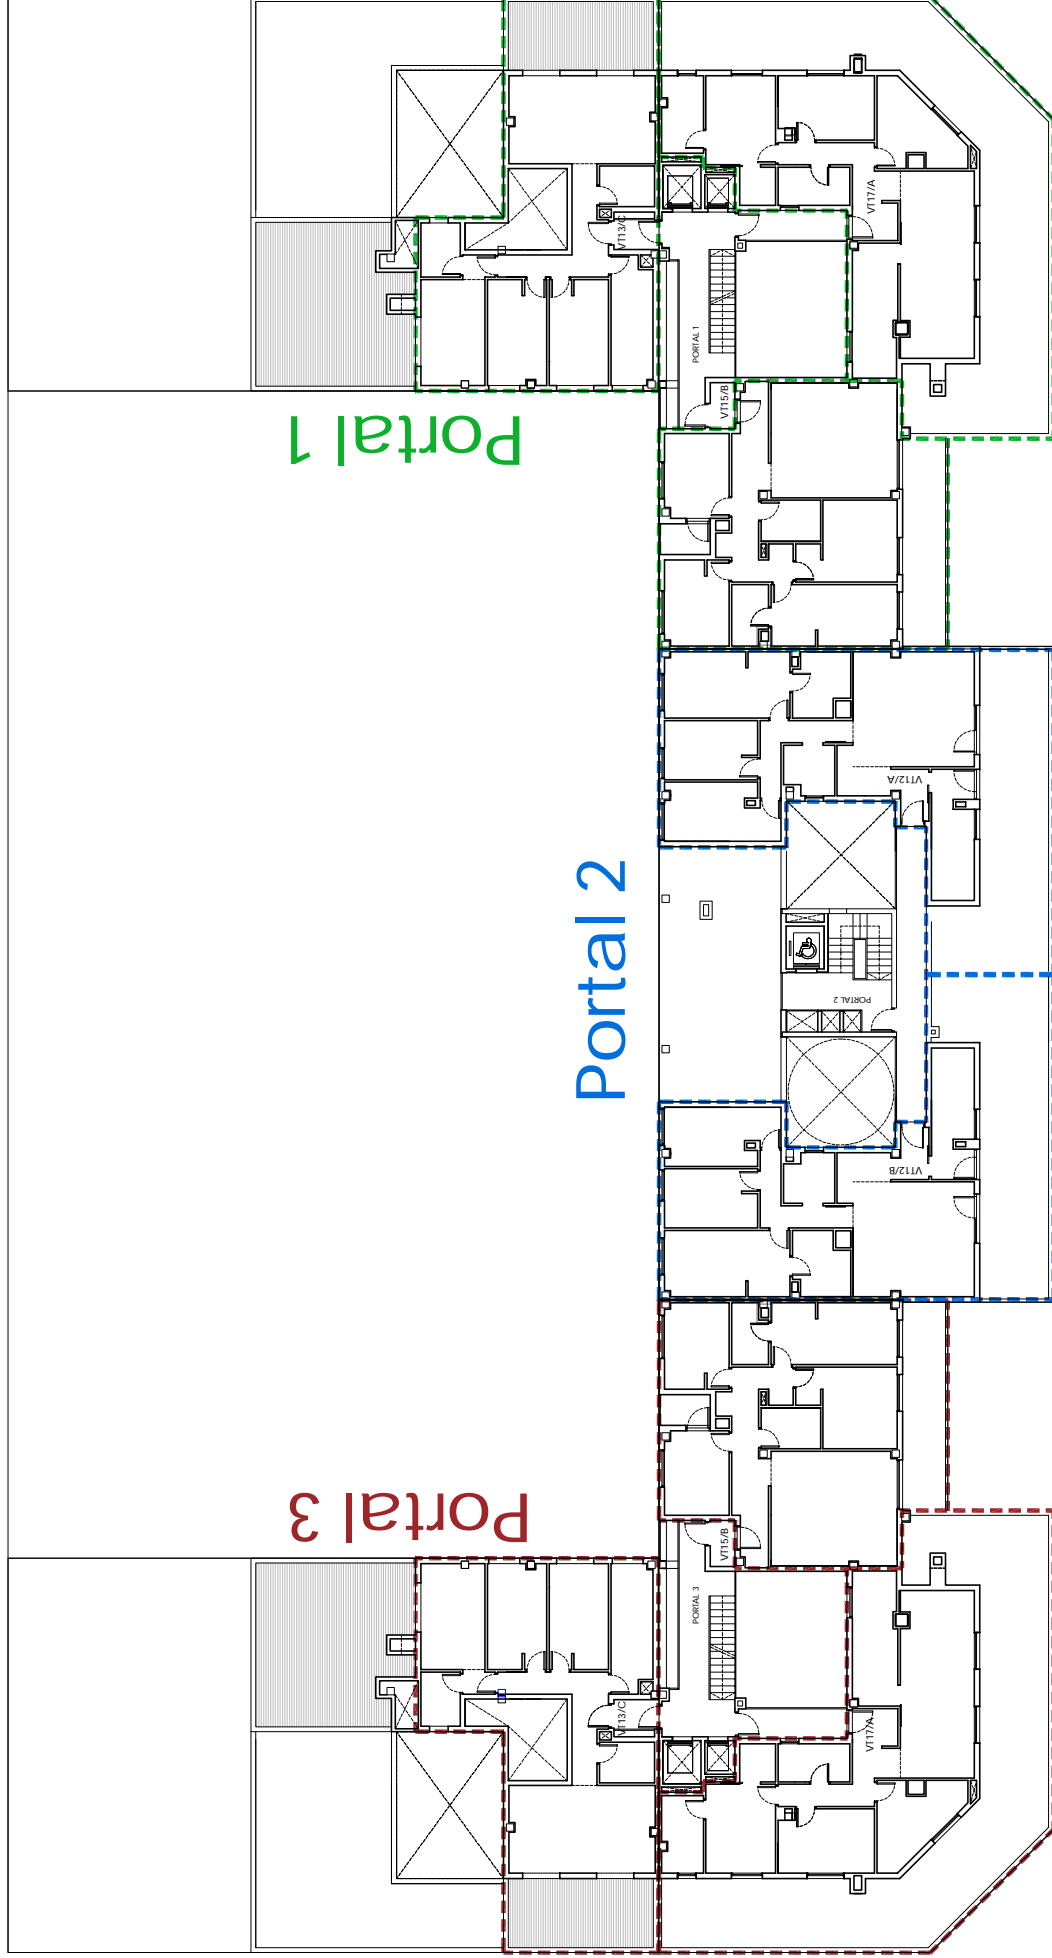 VT17/A
VT13/C
PORTAL 1
VT15/B
Portal 1
VT12/A
Portal 2
PORTAL 2
VT12/B
Portal 3
VT15/B
PORTAL 3
VT13/C
VT17/A